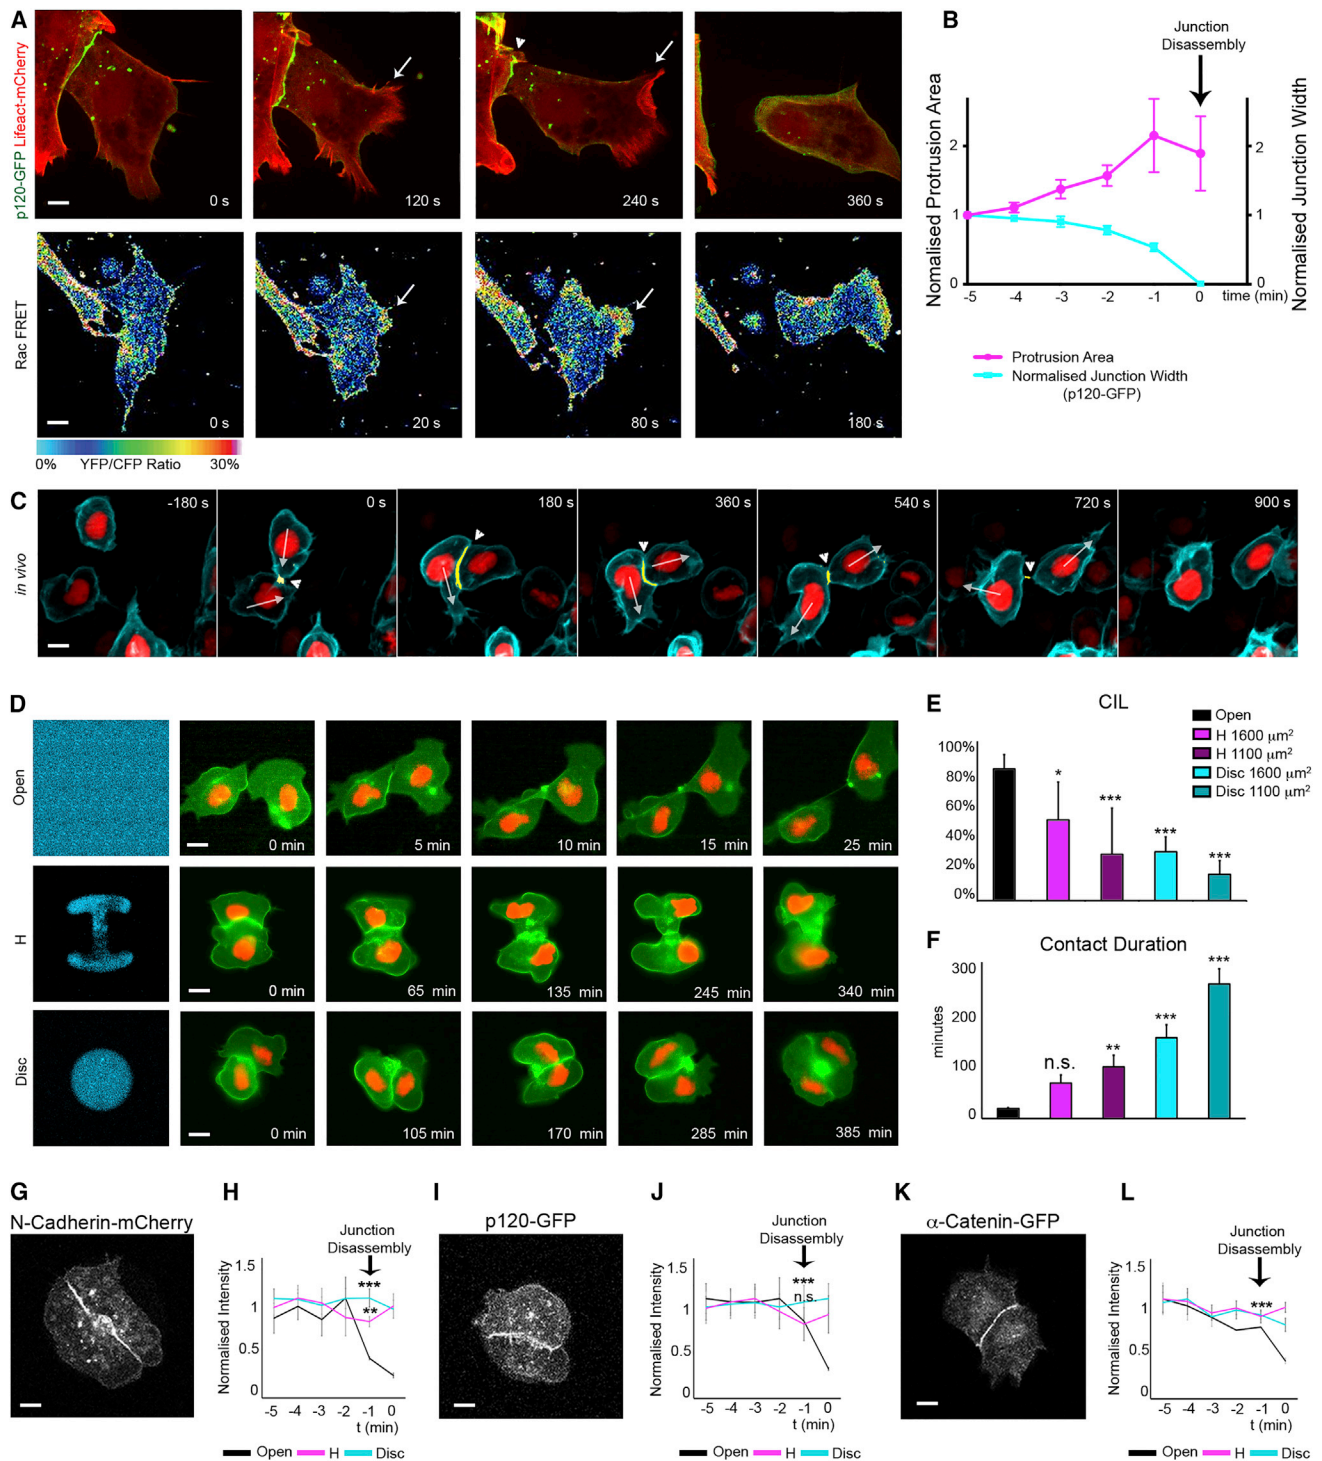 A
p120-GFP Lifeact-mCherry
0 s
120 s
240 s
360 s
Rac FRET
0 s
20 s
80 s
180 s
0% YFP/CFP Ratio 30%
B
Junction
Disassembly
Nomalised Protrusion Area
Normalised Junction Width
2
1
0
2
1
0
-5 -4 -3 -2 -1 0 time (min)
Protrusion Area
Normalised Junction Width
(p120-GFP)
C
in vivo
-180 s
0 s
180 s
360 s
540 s
720 s
900 s
D
Open
0 min
5 min
10 min
15 min
25 min
H
0 min
65 min
135 min
245 min
340 min
Disc
0 min
105 min
170 min
285 min
385 min
E
CIL
Open
H 1600 µm²
H 1100 µm²
Disc 1600 µm²
Disc 1100 µm²
100%
80%
60%
40%
20%
0%
*
***
***
***
F
Contact Duration
minutes
300
200
100
0
n.s.
**
***
***
G
N-Cadherin-mCherry
H
Junction
Disassembly
Normalised Intensity
1.5
1
0.5
0
***
**
-5 -4 -3 -2 -1 0
t (min)
Open H Disc
I
p120-GFP
J
Junction
Disassembly
Normalised Intensity
1.5
1
0.5
0
***
n.s.
-5 -4 -3 -2 -1 0
t (min)
Open H Disc
K
α-Catenin-GFP
L
Junction
Disassembly
Normalised Intensity
1.5
1
0.5
0
***
-5 -4 -3 -2 -1 0
t (min)
Open H Disc